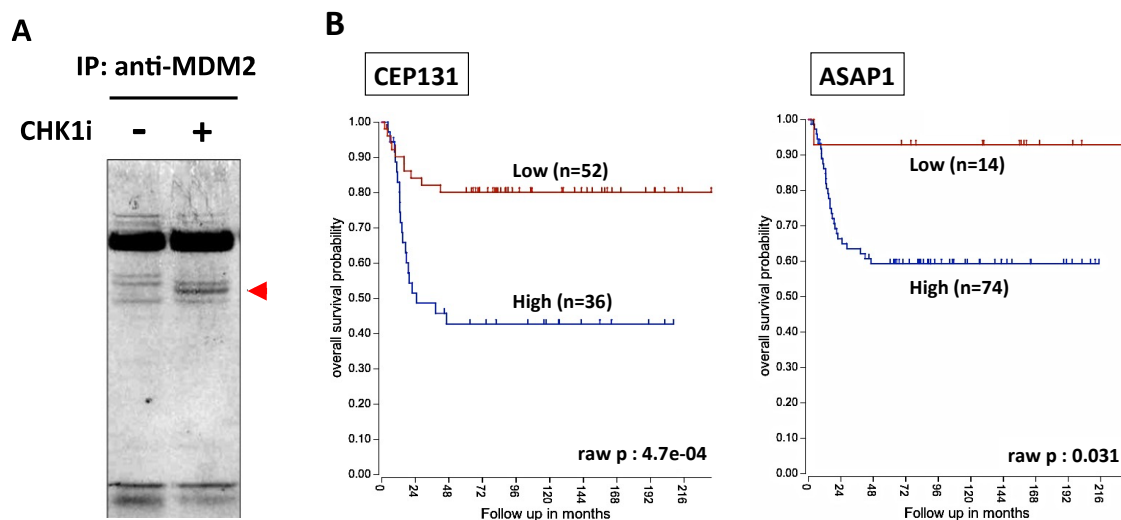 A
IP: anti-MDM2
CHK1i - +
B
CEP131
overall survival probability
1.00
0.90
0.80
0.70
0.60
0.50
0.40
0.30
0.20
0.10
0.00
Low (n=52)
High (n=36)
raw p : 4.7e-04
0 24 48 72 96 120 144 168 192 216
Follow up in months
ASAP1
overall survival probability
1.00
0.90
0.80
0.70
0.60
0.50
0.40
0.30
0.20
0.10
0.00
Low (n=14)
High (n=74)
raw p : 0.031
0 24 48 72 96 120 144 168 192 216
Follow up in months